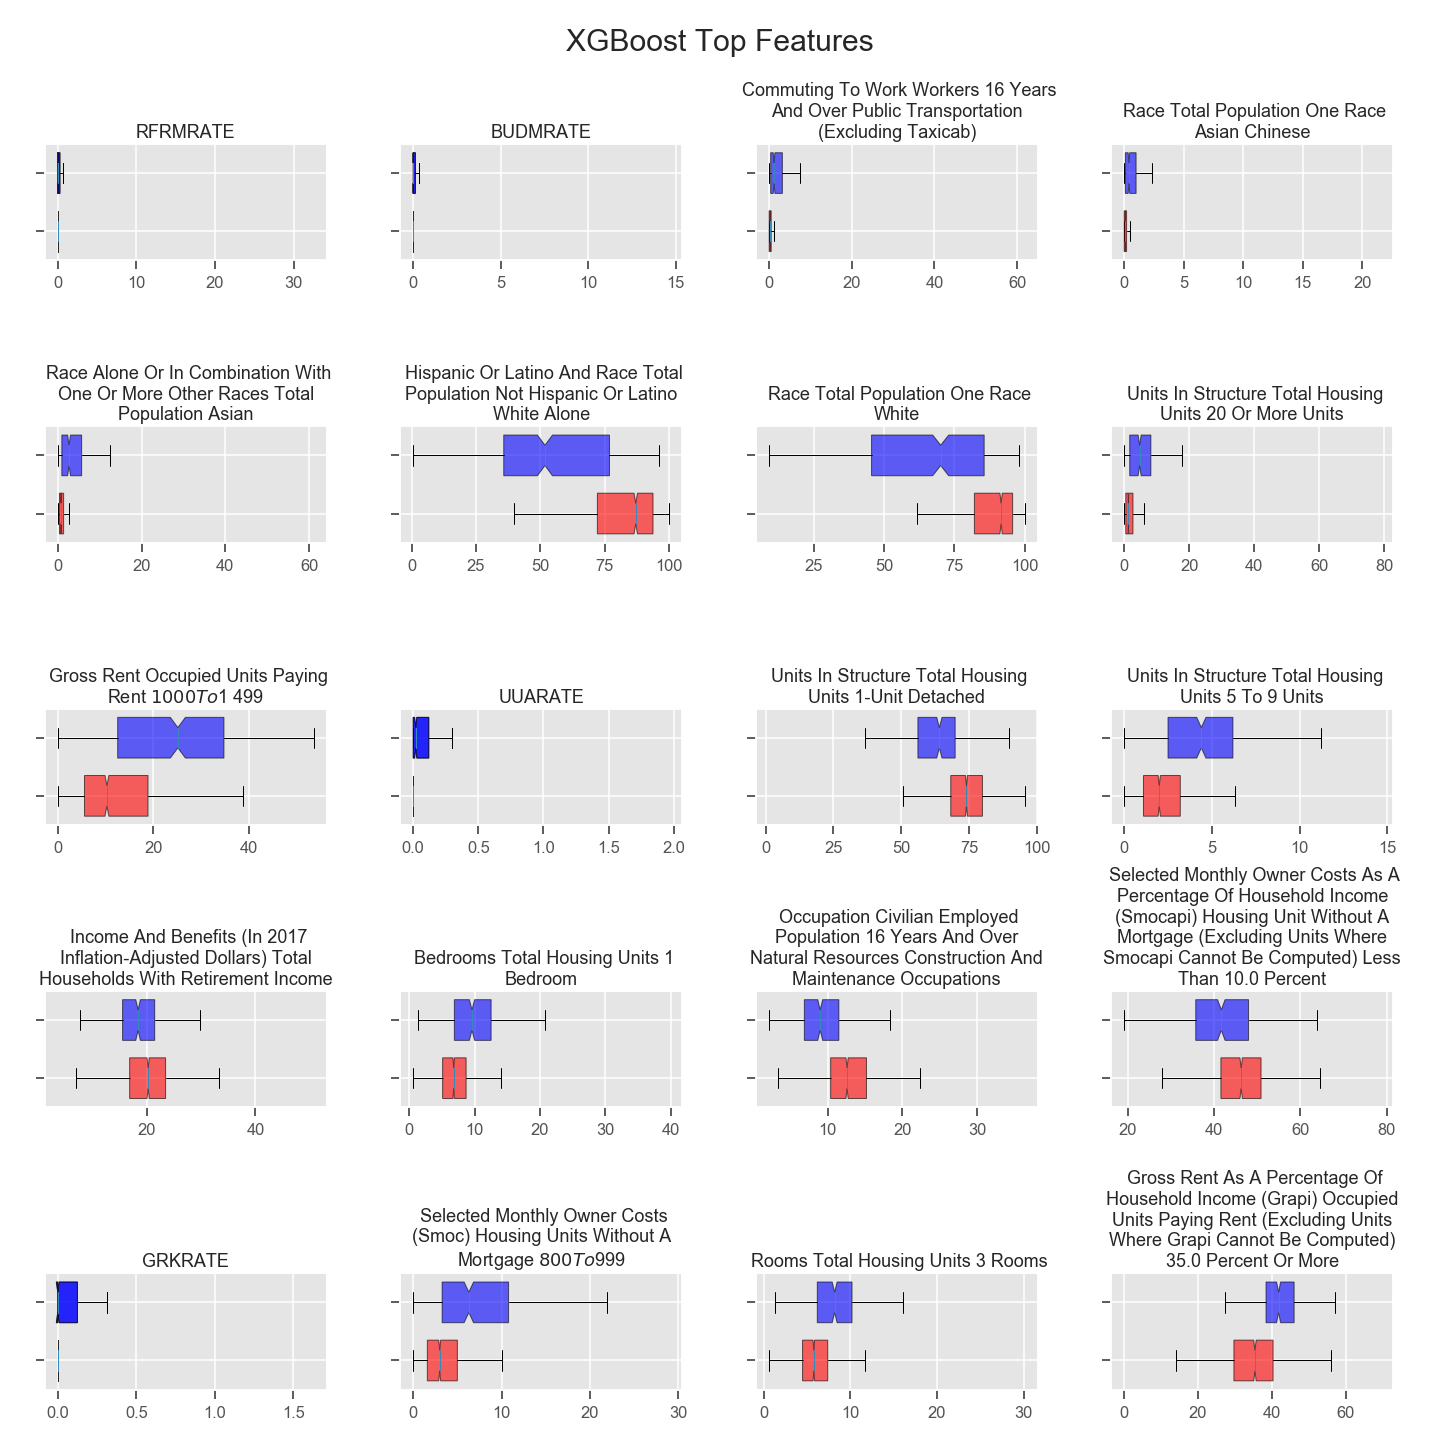 XGBoost Top Features
RFRMRATE
0 10 20 30
BUDMRATE
0 5 10 15
Commuting To Work Workers 16 Years
And Over Public Transportation
(Excluding Taxicab)
0 20 40 60
Race Total Population One Race
Asian Chinese
0 5 10 15 20
Race Alone Or In Combination With
One Or More Other Races Total
Population Asian
0 20 40 60
Hispanic Or Latino And Race Total
Population Not Hispanic Or Latino
White Alone
0 25 50 75 100
Race Total Population One Race
White
25 50 75 100
Units In Structure Total Housing
Units 20 Or More Units
0 20 40 60 80
Gross Rent Occupied Units Paying
Rent 1000To1 499
0 20 40
UUARATE
0.0 0.5 1.0 1.5 2.0
Units In Structure Total Housing
Units 1-Unit Detached
0 25 50 75 100
Units In Structure Total Housing
Units 5 To 9 Units
0 5 10 15
Income And Benefits (In 2017
Inflation-Adjusted Dollars) Total
Households With Retirement Income
20 40
Bedrooms Total Housing Units 1
Bedroom
0 10 20 30 40
Occupation Civilian Employed
Population 16 Years And Over
Natural Resources Construction And
Maintenance Occupations
10 20 30
Selected Monthly Owner Costs As A
Percentage Of Household Income
(Smocapi) Housing Unit Without A
Mortgage (Excluding Units Where
Smocapi Cannot Be Computed) Less
Than 10.0 Percent
20 40 60 80
GRKRATE
0.0 0.5 1.0 1.5
Selected Monthly Owner Costs
(Smoc) Housing Units Without A
Mortgage 800To999
0 10 20 30
Rooms Total Housing Units 3 Rooms
0 10 20 30
Gross Rent As A Percentage Of
Household Income (Grapi) Occupied
Units Paying Rent (Excluding Units
Where Grapi Cannot Be Computed)
35.0 Percent Or More
0 20 40 60